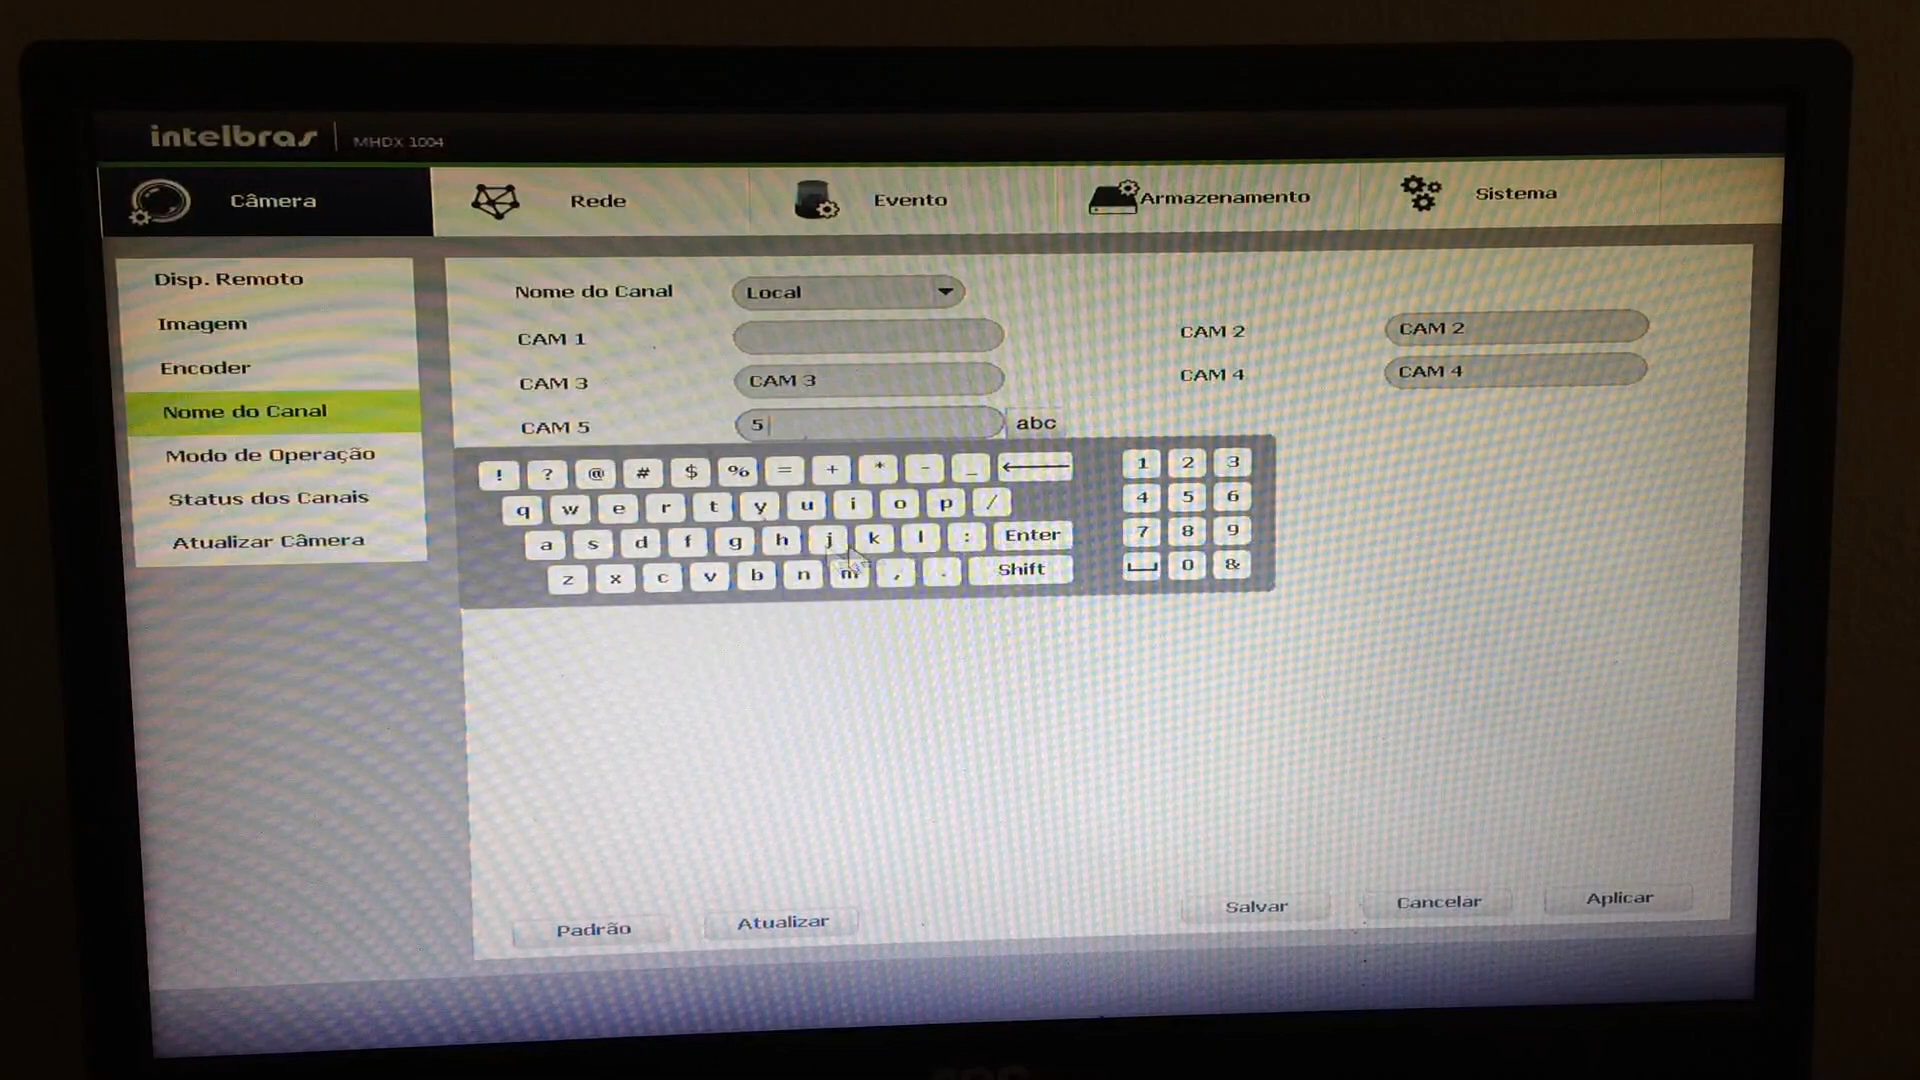 intelbras MHDX 1004
Câmera Rede Evento Armazenamento Sistema
Disp. Remoto
Imagem
Encoder
Nome do Canal
Modo de Operação
Status dos Canais
Atualizar Câmera
Nome do Canal Local
CAM 1 CAM 2 CAM 2
CAM 3 CAM 3 CAM 4 CAM 4
CAM 5 5 abc
! ? @ # $ % = + * - _ 1 2 3
q w e r t y u i o p / 4 5 6
a s d f g h j k l : Enter 7 8 9
z x c v b n m , . Shift 0 &
Padrão Atualizar Salvar Cancelar Aplicar